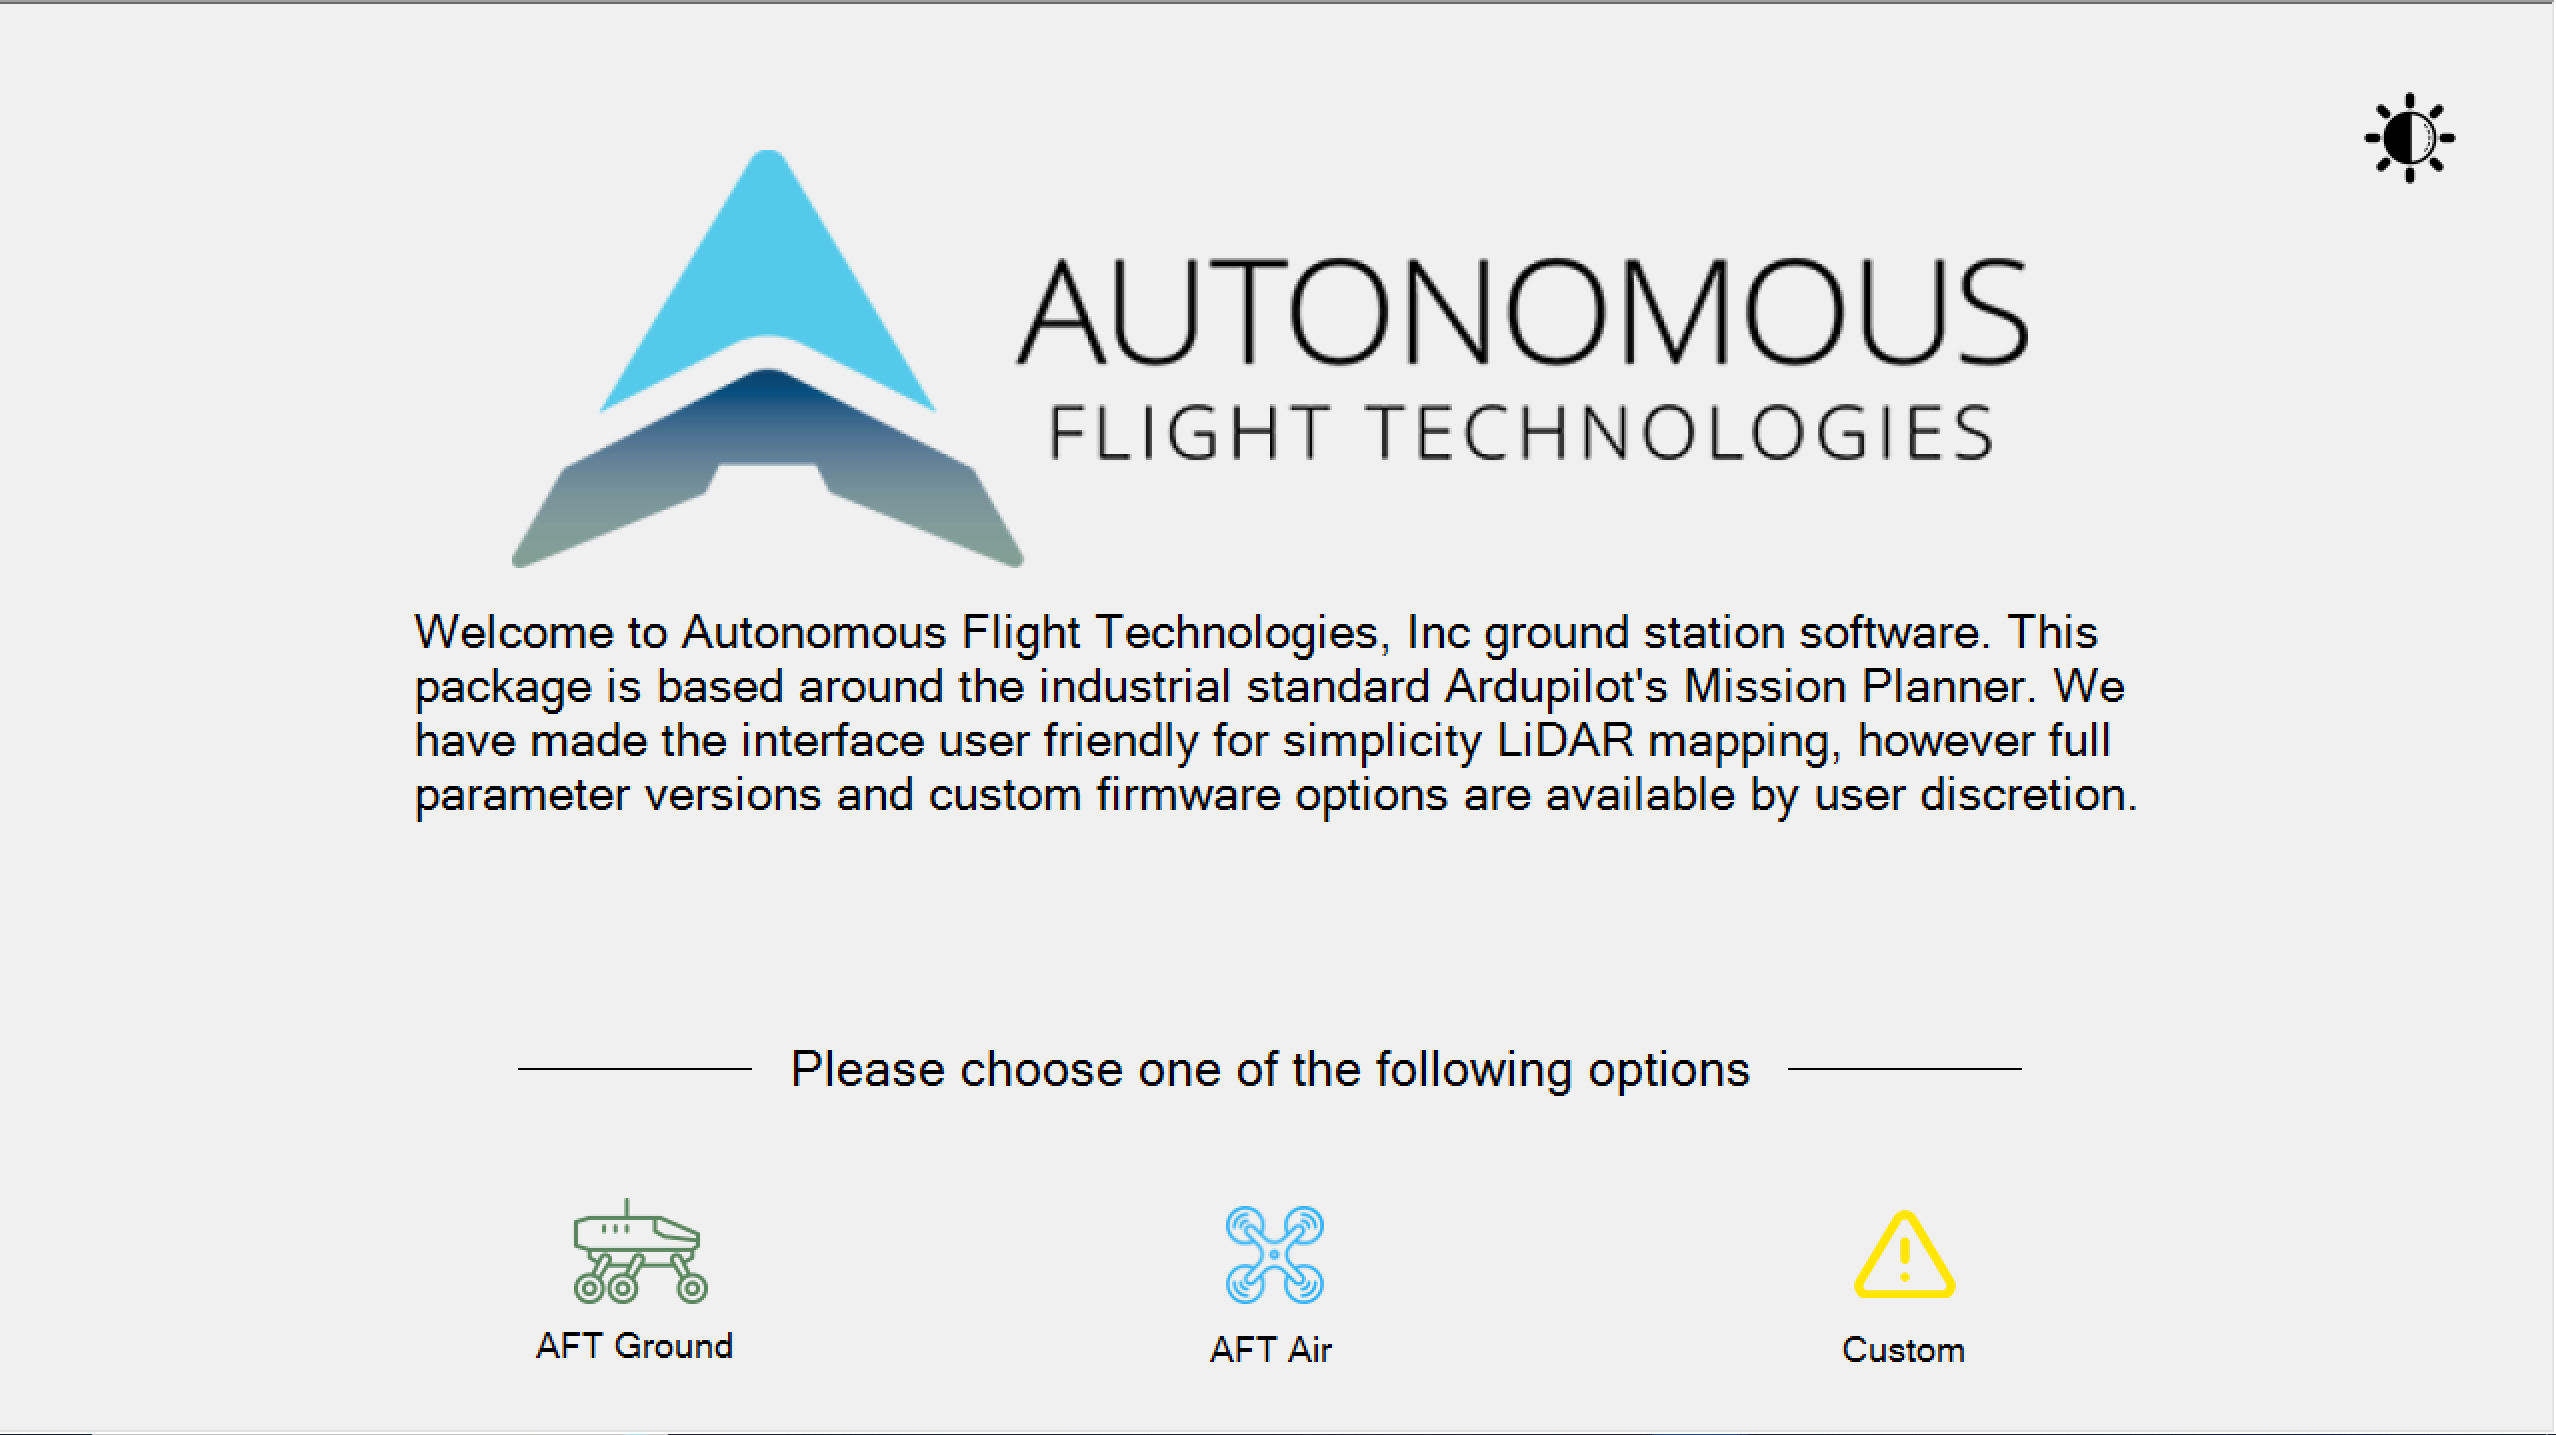 AUTONOMOUS
FLIGHT TECHNOLOGIES
Welcome to Autonomous Flight Technologies, Inc ground station software. This
package is based around the industrial standard Ardupilot's Mission Planner. We
have made the interface user friendly for simplicity LiDAR mapping, however full
parameter versions and custom firmware options are available by user discretion.
Please choose one of the following options
AFT Ground
AFT Air
Custom